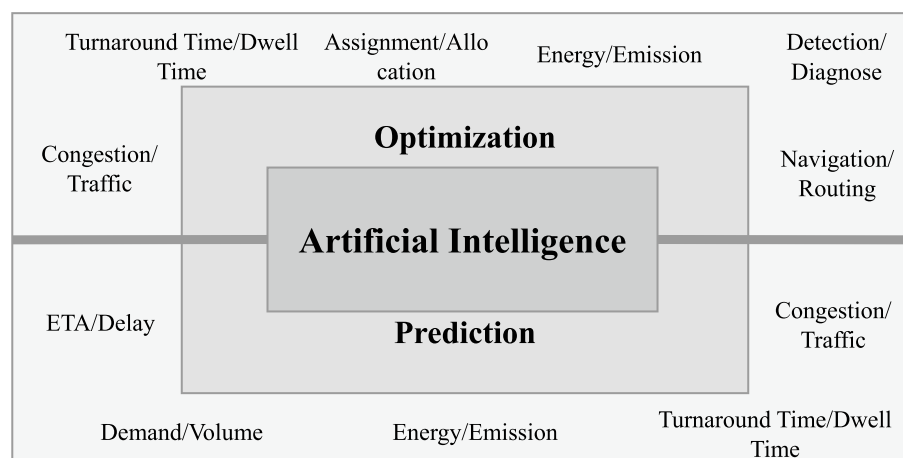 Turnaround Time/Dwell
Time
Assignment/Allo
cation
Energy/Emission
Detection/
Diagnose
Optimization
Congestion/
Traffic
Navigation/
Routing
Artificial Intelligence
ETA/Delay
Prediction
Congestion/
Traffic
Demand/Volume
Energy/Emission
Turnaround Time/Dwell
Time